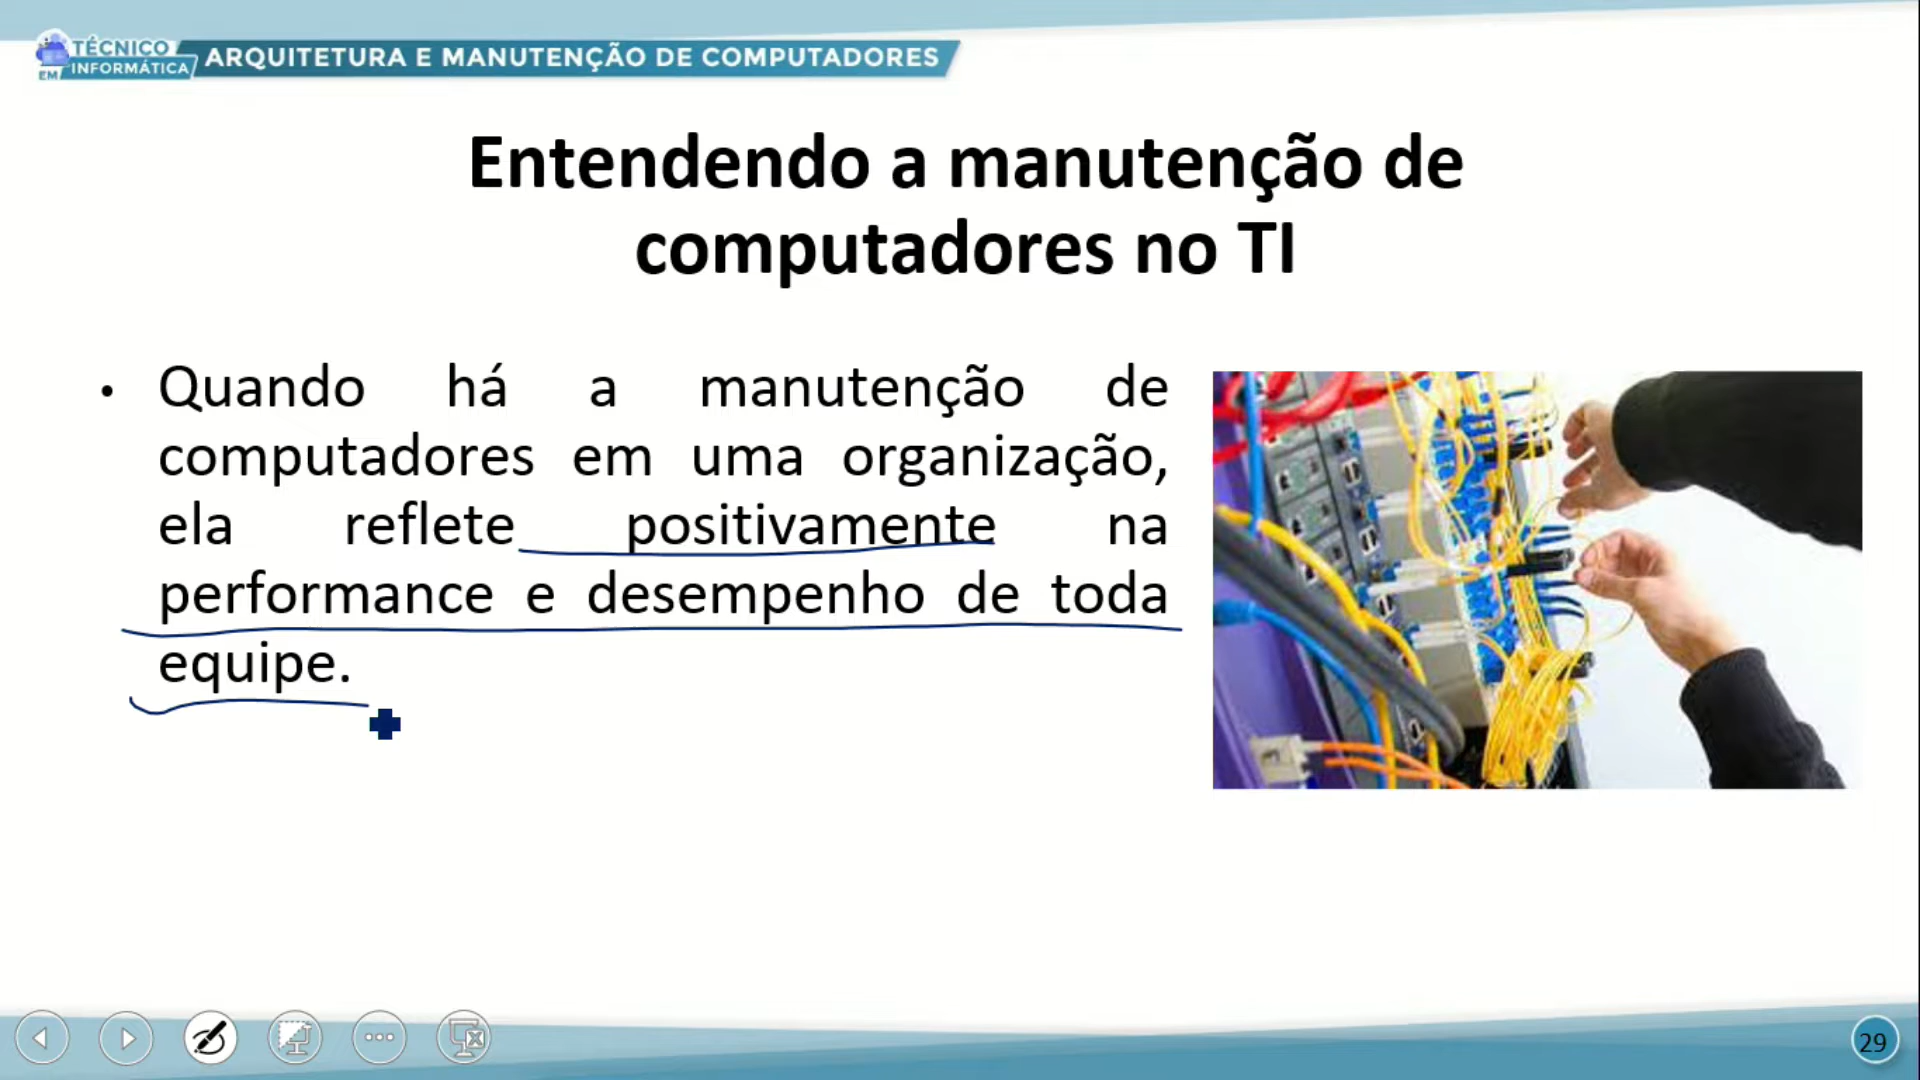 TÉCNICO
EM INFORMÁTICA
ARQUITETURA E MANUTENÇÃO DE COMPUTADORES
Entendendo a manutenção de
computadores no TI
• Quando há a manutenção de
computadores em uma organização,
ela reflete positivamente na
performance e desempenho de toda
equipe.
29